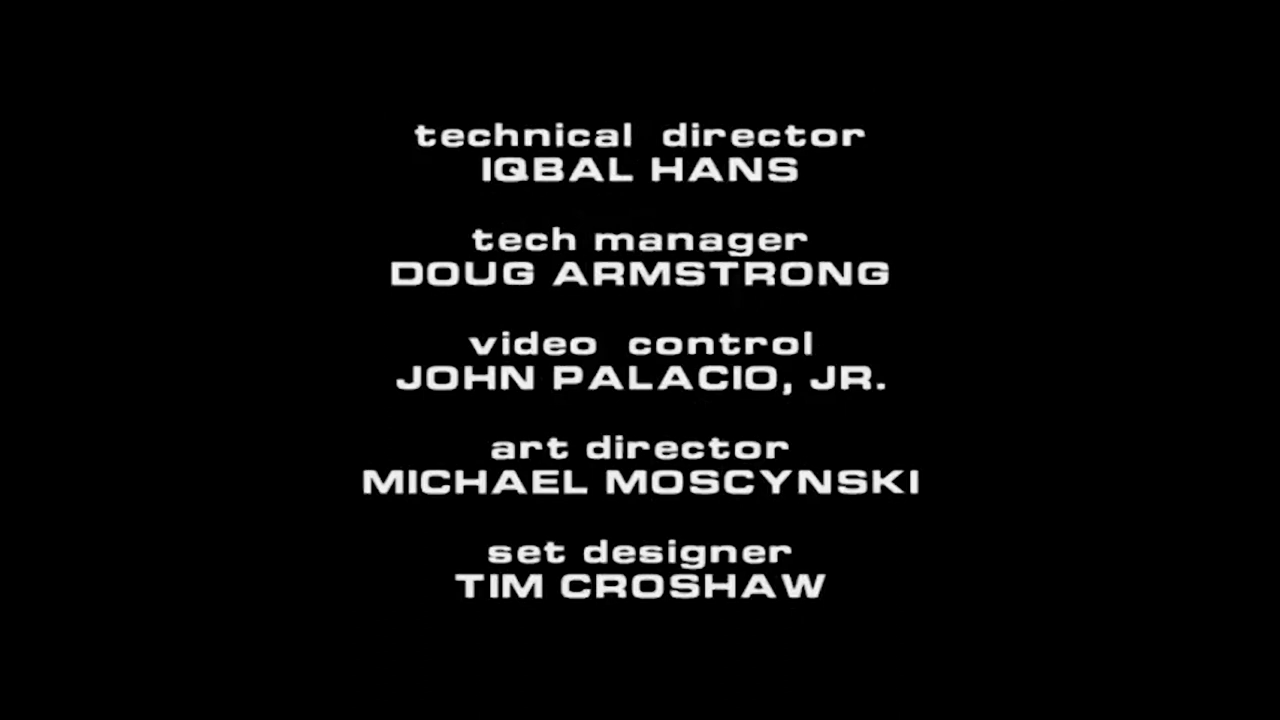 technical director
IQBAL HANS
tech manager
DOUG ARMSTRONG
video control
JOHN PALACIO, JR.
art director
MICHAEL MOSCYNSKI
set designer
TIM CROSHAW